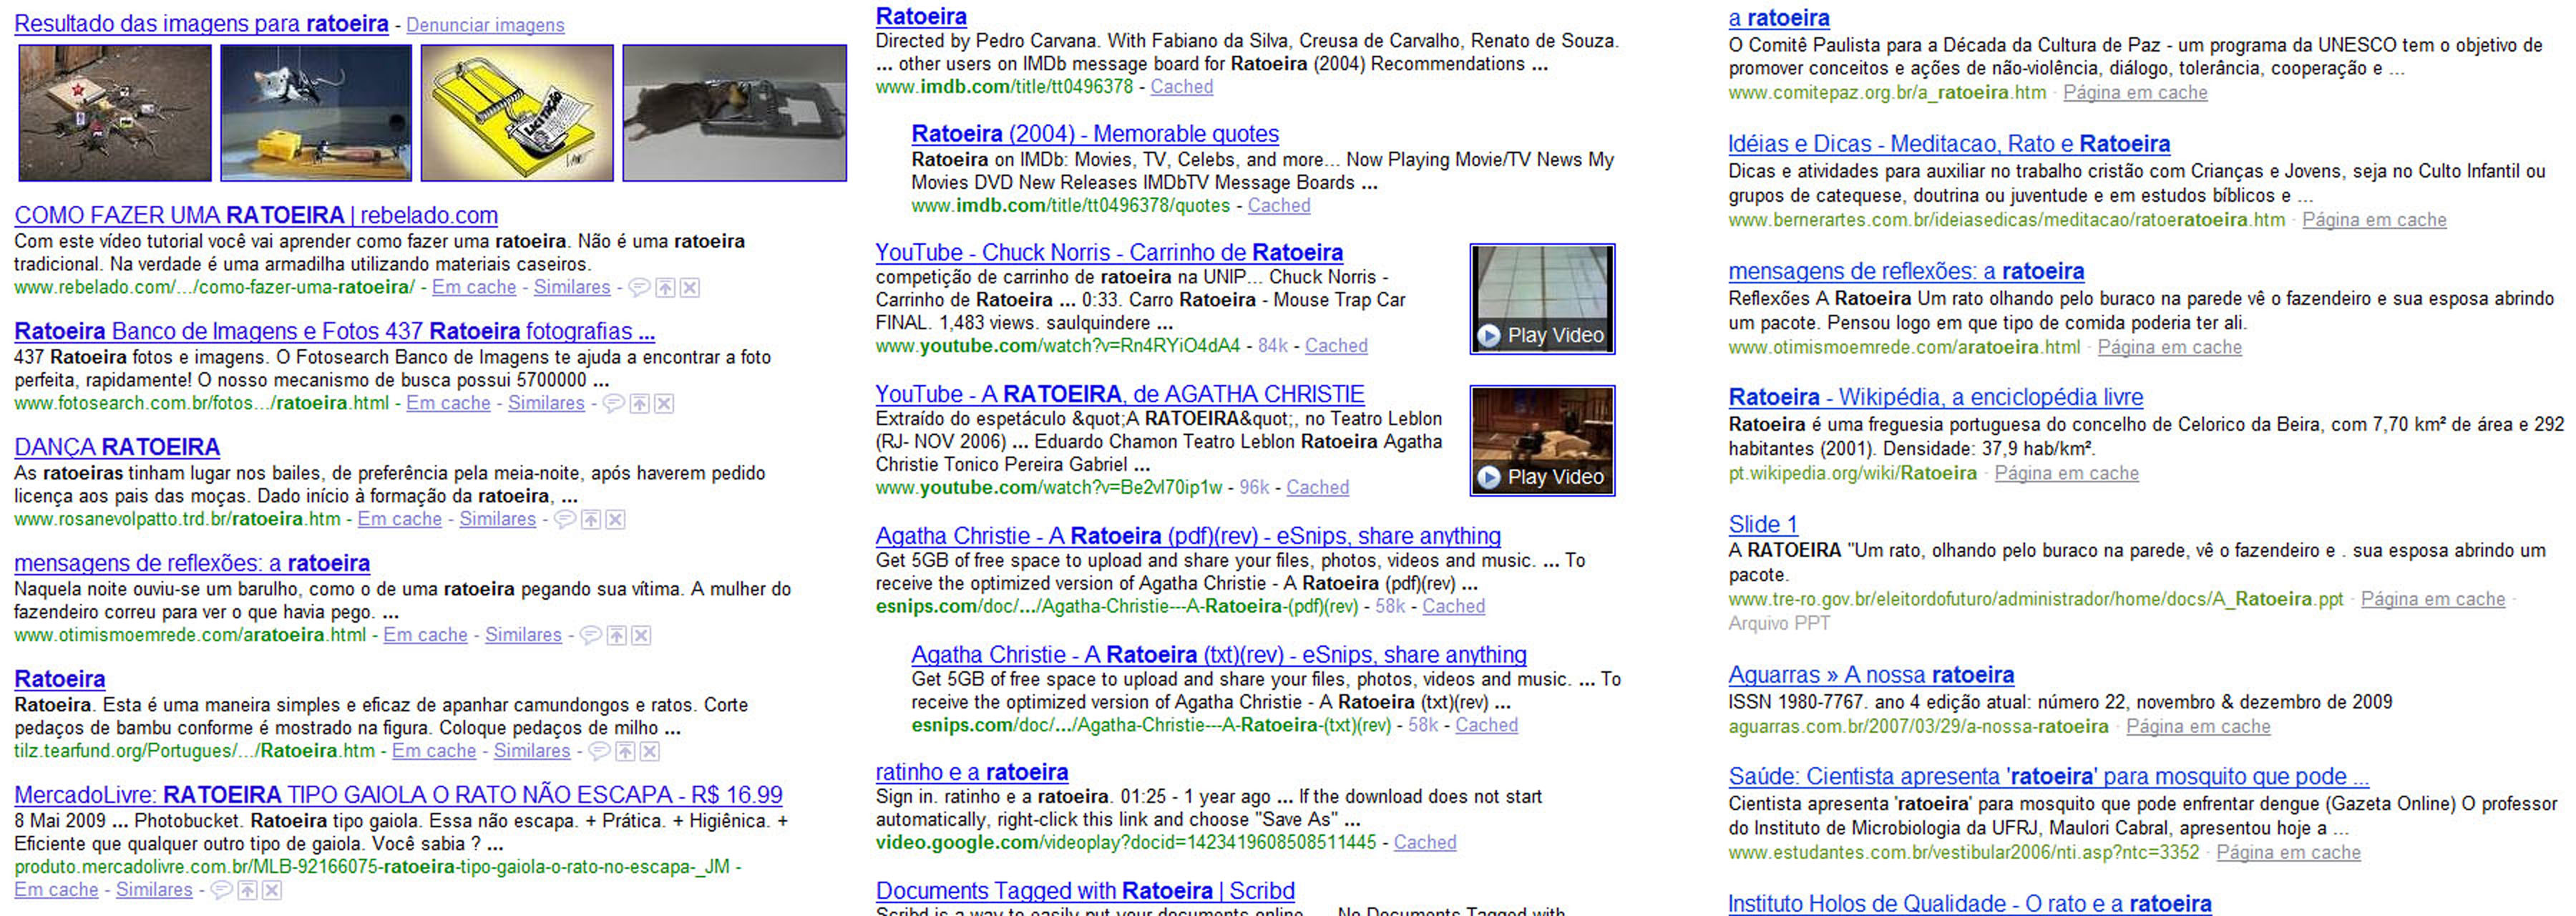 Resultado das imagens para ratoeira - Denunciar imagens
LICITAÇÃO
COMO FAZER UMA RATOEIRA | rebelado.com
Com este vídeo tutorial você vai aprender como fazer uma ratoeira. Não é uma ratoeira
tradicional. Na verdade é uma armadilha utilizando materiais caseiros.
www.rebelado.com/.../como-fazer-uma-ratoeira/ - Em cache - Similares -
Ratoeira Banco de Imagens e Fotos 437 Ratoeira fotografias ...
437 Ratoeira fotos e imagens. O Fotosearch Banco de Imagens te ajuda a encontrar a foto
perfeita, rapidamente! O nosso mecanismo de busca possui 5700000 ...
www.fotosearch.com.br/fotos.../ratoeira.html - Em cache - Similares -
DANÇA RATOEIRA
As ratoeiras tinham lugar nos bailes, de preferência pela meia-noite, após haverem pedido
licença aos pais das moças. Dado início à formação da ratoeira, ...
www.rosanevolpatto.trd.br/ratoeira.htm - Em cache - Similares -
mensagens de reflexões: a ratoeira
Naquela noite ouviu-se um barulho, como o de uma ratoeira pegando sua vítima. A mulher do
fazendeiro correu para ver o que havia pego. ...
www.otimismoemrede.com/aratoeira.html - Em cache - Similares -
Ratoeira
Ratoeira. Esta é uma maneira simples e eficaz de apanhar camundongos e ratos. Corte
pedaços de bambu conforme é mostrado na figura. Coloque pedaços de milho ...
tilz.tearfund.org/Portugues/.../Ratoeira.htm - Em cache - Similares -
MercadoLivre: RATOEIRA TIPO GAIOLA O RATO NÃO ESCAPA - R$ 16.99
8 Mai 2009 ... Photobucket. Ratoeira tipo gaiola. Essa não escapa. + Prática. + Higiênica. +
Eficiente que qualquer outro tipo de gaiola. Você sabia ? ...
produto.mercadolivre.com.br/MLB-92166075-ratoeira-tipo-gaiola-o-rato-no-escapa-_JM -
Em cache - Similares -
Ratoeira
Directed by Pedro Carvana. With Fabiano da Silva, Creusa de Carvalho, Renato de Souza.
... other users on IMDb message board for Ratoeira (2004) Recommendations ...
www.imdb.com/title/tt0496378 - Cached
Ratoeira (2004) - Memorable quotes
Ratoeira on IMDb: Movies, TV, Celebs, and more... Now Playing Movie/TV News My
Movies DVD New Releases IMDbTV Message Boards ...
www.imdb.com/title/tt0496378/quotes - Cached
YouTube - Chuck Norris - Carrinho de Ratoeira
competição de carrinho de ratoeira na UNIP... Chuck Norris -
Carrinho de Ratoeira ... 0:33. Carro Ratoeira - Mouse Trap Car
FINAL. 1,483 views. saulquindere ...
www.youtube.com/watch?v=Rn4RYiO4dA4 - 84k - Cached
Play Video
YouTube - A RATOEIRA, de AGATHA CHRISTIE
Extraído do espetáculo &quot;A RATOEIRA&quot;, no Teatro Leblon
(RJ- NOV 2006) ... Eduardo Chamon Teatro Leblon Ratoeira Agatha
Christie Tonico Pereira Gabriel ...
www.youtube.com/watch?v=Be2vl70ip1w - 96k - Cached
Play Video
Agatha Christie - A Ratoeira (pdf)(rev) - eSnips, share anything
Get 5GB of free space to upload and share your files, photos, videos and music. ... To
receive the optimized version of Agatha Christie - A Ratoeira (pdf)(rev) ...
esnips.com/doc/.../Agatha-Christie---A-Ratoeira-(pdf)(rev) - 58k - Cached
Agatha Christie - A Ratoeira (txt)(rev) - eSnips, share anything
Get 5GB of free space to upload and share your files, photos, videos and music. ... To
receive the optimized version of Agatha Christie - A Ratoeira (txt)(rev) ...
esnips.com/doc/.../Agatha-Christie---A-Ratoeira-(txt)(rev) - 58k - Cached
ratinho e a ratoeira
Sign in. ratinho e a ratoeira. 01:25 - 1 year ago ... If the download does not start
automatically, right-click this link and choose "Save As" ...
video.google.com/videoplay?docid=1423419608508511445 - Cached
Documents Tagged with Ratoeira | Scribd
Scribd is a way to easily put your documents online. ... No Documents Tagged with
a ratoeira
O Comitê Paulista para a Década da Cultura de Paz - um programa da UNESCO tem o objetivo de
promover conceitos e ações de não-violência, diálogo, tolerância, cooperação e ...
www.comitepaz.org.br/a_ratoeira.htm · Página em cache
Idéias e Dicas - Meditacao, Rato e Ratoeira
Dicas e atividades para auxiliar no trabalho cristão com Crianças e Jovens, seja no Culto Infantil ou
grupos de catequese, doutrina ou juventude e em estudos bíblicos e ...
www.bernerartes.com.br/ideiasedicas/meditacao/ratoeratoeira.htm · Página em cache
mensagens de reflexões: a ratoeira
Reflexões A Ratoeira Um rato olhando pelo buraco na parede vê o fazendeiro e sua esposa abrindo
um pacote. Pensou logo em que tipo de comida poderia ter ali.
www.otimismoemrede.com/aratoeira.html · Página em cache
Ratoeira - Wikipédia, a enciclopédia livre
Ratoeira é uma freguesia portuguesa do concelho de Celorico da Beira, com 7,70 km² de área e 292
habitantes (2001). Densidade: 37,9 hab/km².
pt.wikipedia.org/wiki/Ratoeira · Página em cache
Slide 1
A RATOEIRA "Um rato, olhando pelo buraco na parede, vê o fazendeiro e . sua esposa abrindo um
pacote.
www.tre-ro.gov.br/eleitordofuturo/administrador/home/docs/A_Ratoeira.ppt · Página em cache ·
Arquivo PPT
Aguarras » A nossa ratoeira
ISSN 1980-7767. ano 4 edição atual: número 22, novembro & dezembro de 2009
aguarras.com.br/2007/03/29/a-nossa-ratoeira · Página em cache
Saúde: Cientista apresenta 'ratoeira' para mosquito que pode ...
Cientista apresenta 'ratoeira' para mosquito que pode enfrentar dengue (Gazeta Online) O professor
do Instituto de Microbiologia da UFRJ, Maulori Cabral, apresentou hoje a ...
www.estudantes.com.br/vestibular2006/nti.asp?ntc=3352 · Página em cache
Instituto Holos de Qualidade - O rato e a ratoeira